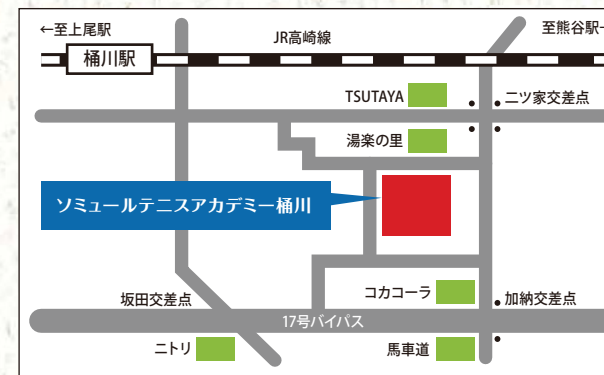 ←至上尾駅
JR高崎線
至熊谷駅→
桶川駅
TSUTAYA
二ツ家交差点
湯楽の里
ソミュールテニスアカデミー桶川
コカコーラ
坂田交差点
加納交差点
17号バイパス
ニトリ
馬車道